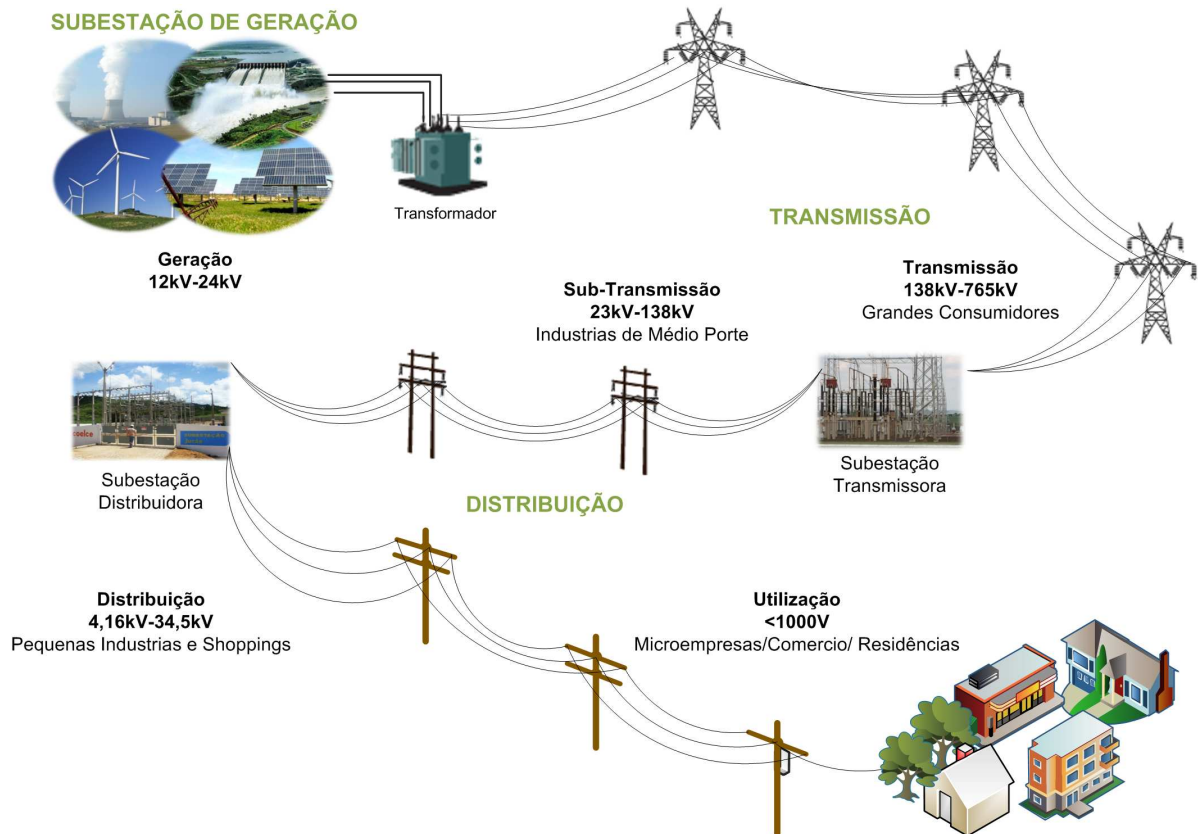 SUBESTAÇÃO DE GERAÇÃO
Transformador
TRANSMISSÃO
Geração
12kV-24kV
Sub-Transmissão
23kV-138kV
Industrias de Médio Porte
Transmissão
138kV-765kV
Grandes Consumidores
Subestação
Distribuidora
Subestação
Transmissora
DISTRIBUIÇÃO
Distribuição
4,16kV-34,5kV
Pequenas Industrias e Shoppings
Utilização
<1000V
Microempresas/Comercio/ Residências